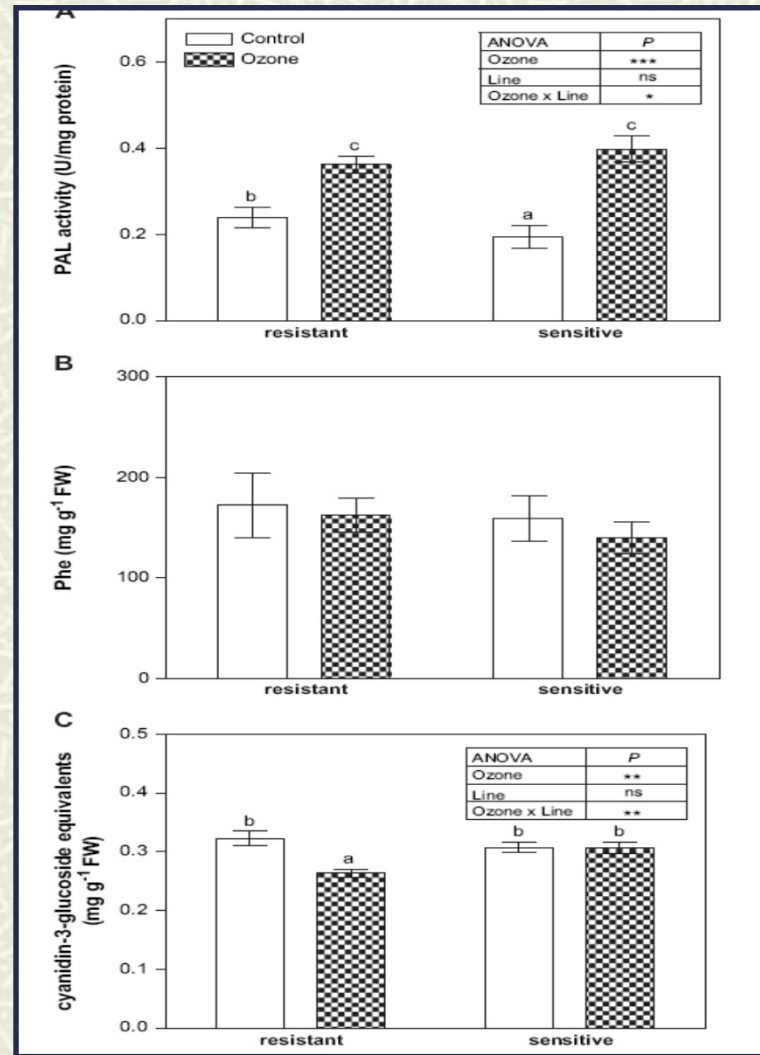 A
Control
Ozone
ANOVA P
Ozone ***
Line ns
Ozone x Line *
PAL activity (U/mg protein)
0.6
0.4
0.2
0.0
b
c
a
c
resistant sensitive
B
Phe (mg g⁻¹ FW)
300
200
100
0
resistant sensitive
C
cyanidin-3-glucoside equivalents
(mg g⁻¹ FW)
0.5
0.4
0.3
0.2
0.1
0.0
ANOVA P
Ozone **
Line ns
Ozone x Line **
b
a
b
b
resistant sensitive